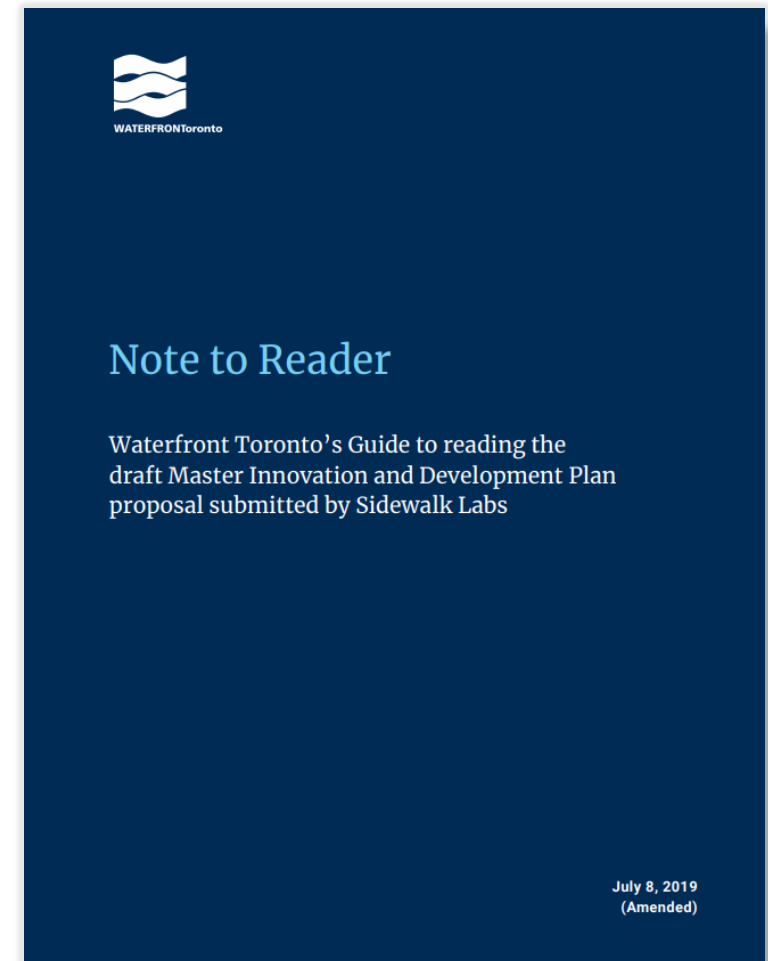 WATERFRONToronto
Note to Reader
Waterfront Toronto’s Guide to reading the
draft Master Innovation and Development Plan
proposal submitted by Sidewalk Labs
July 8, 2019
(Amended)